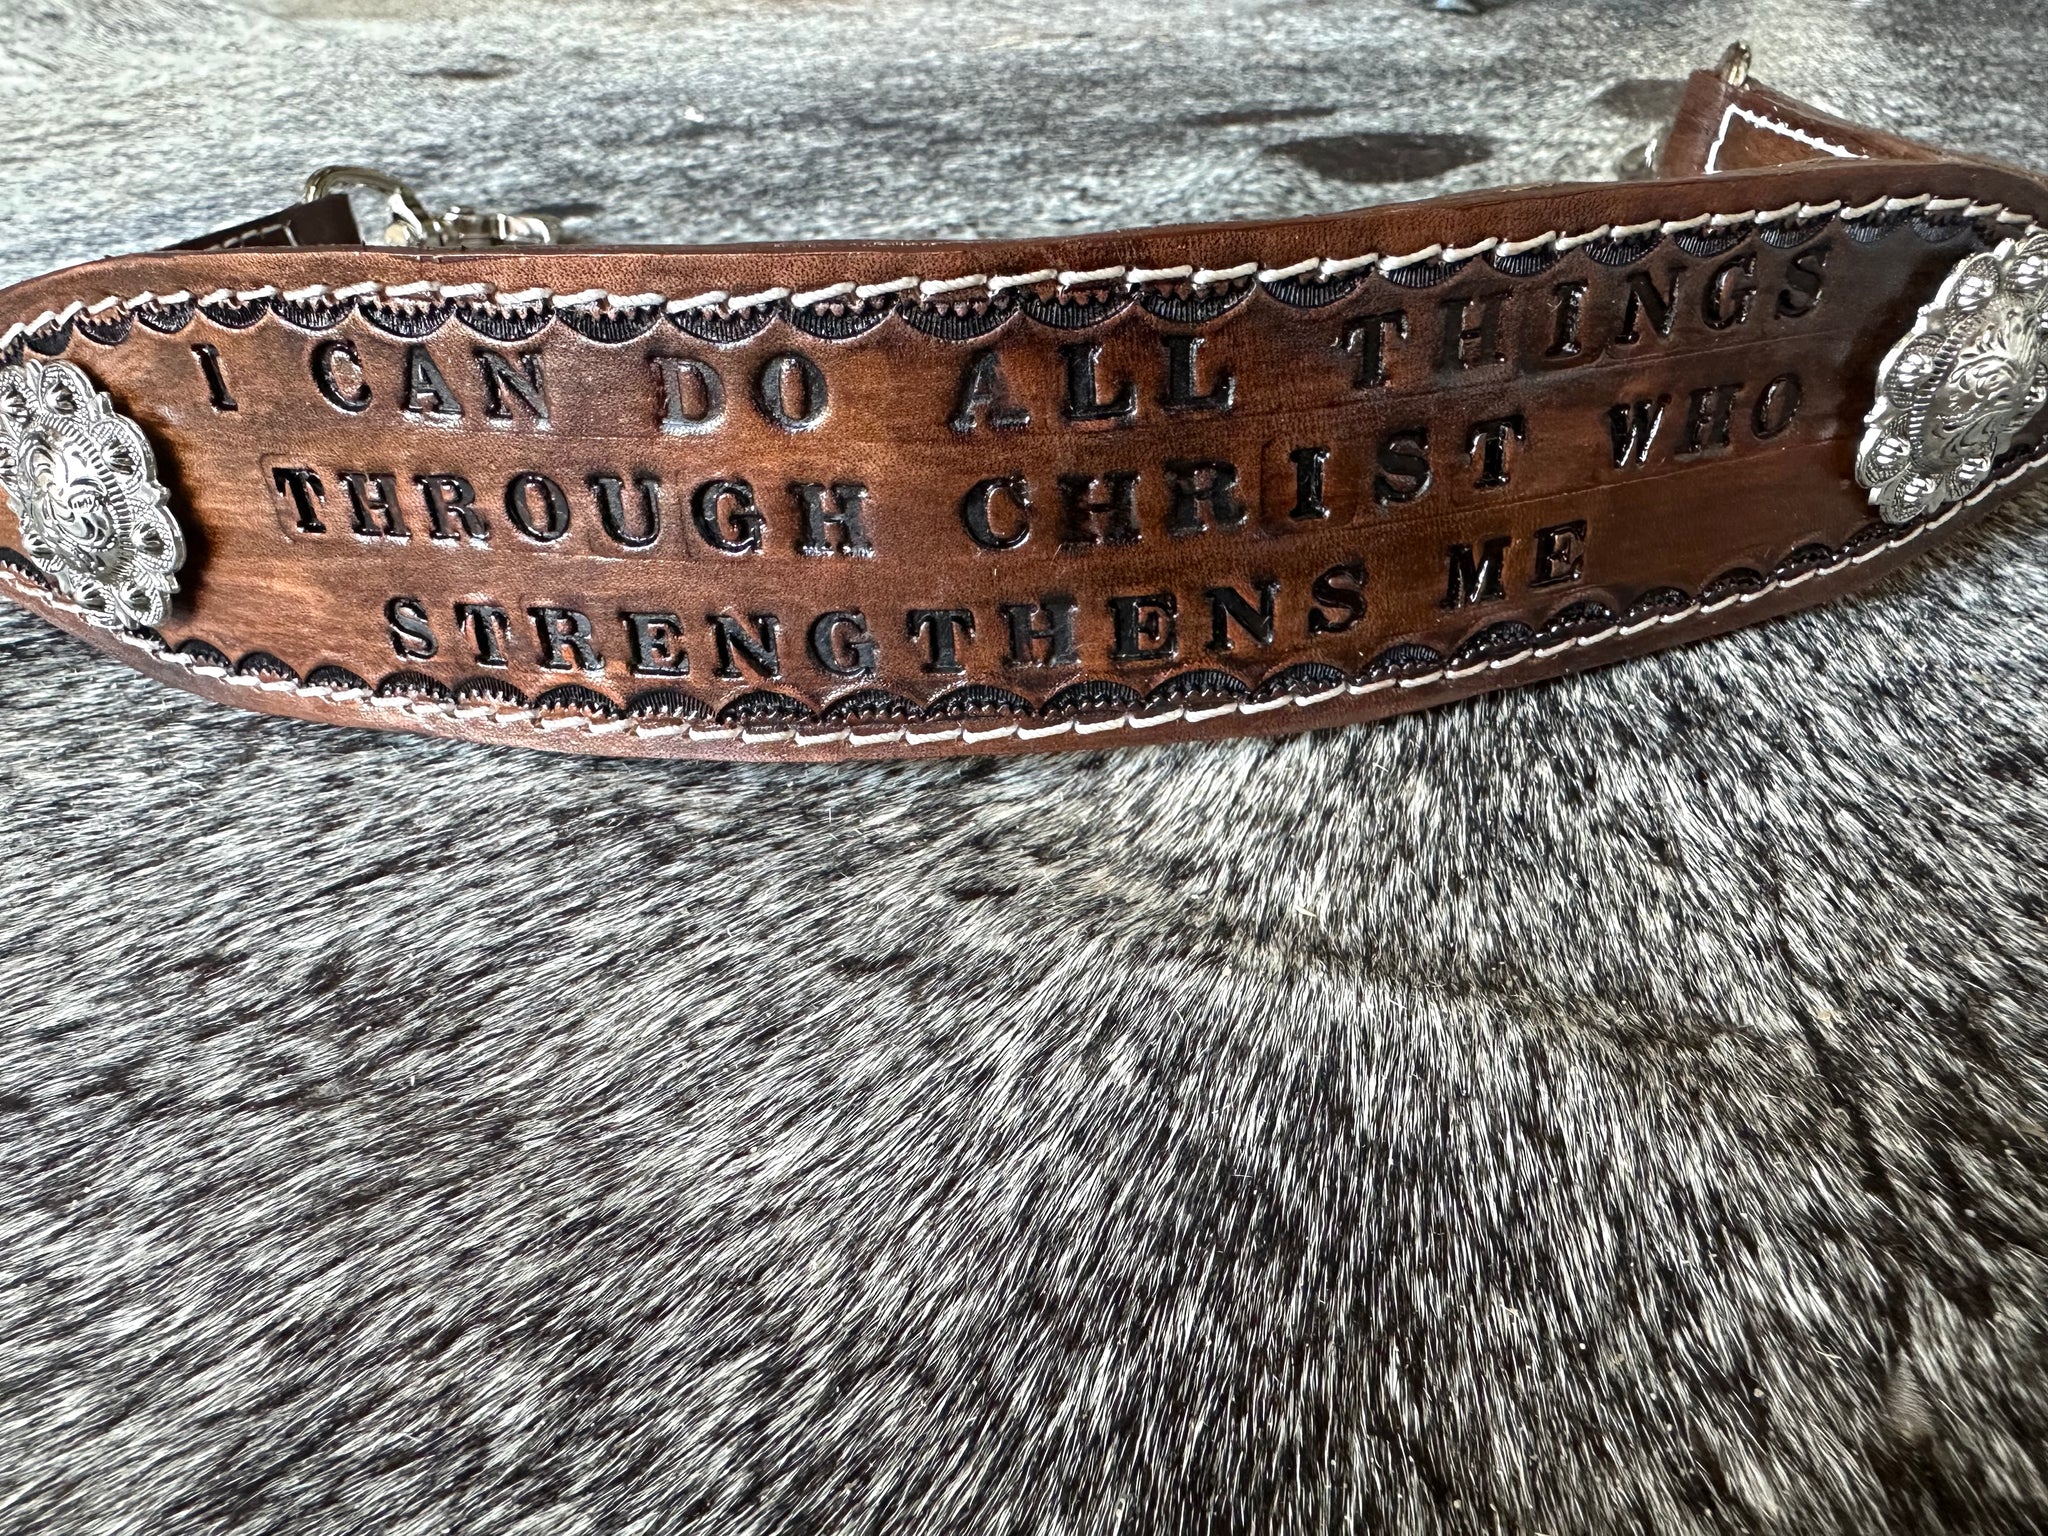 I CAN DO ALL THINGS
THROUGH CHRIST WHO
STRENGTHENS ME